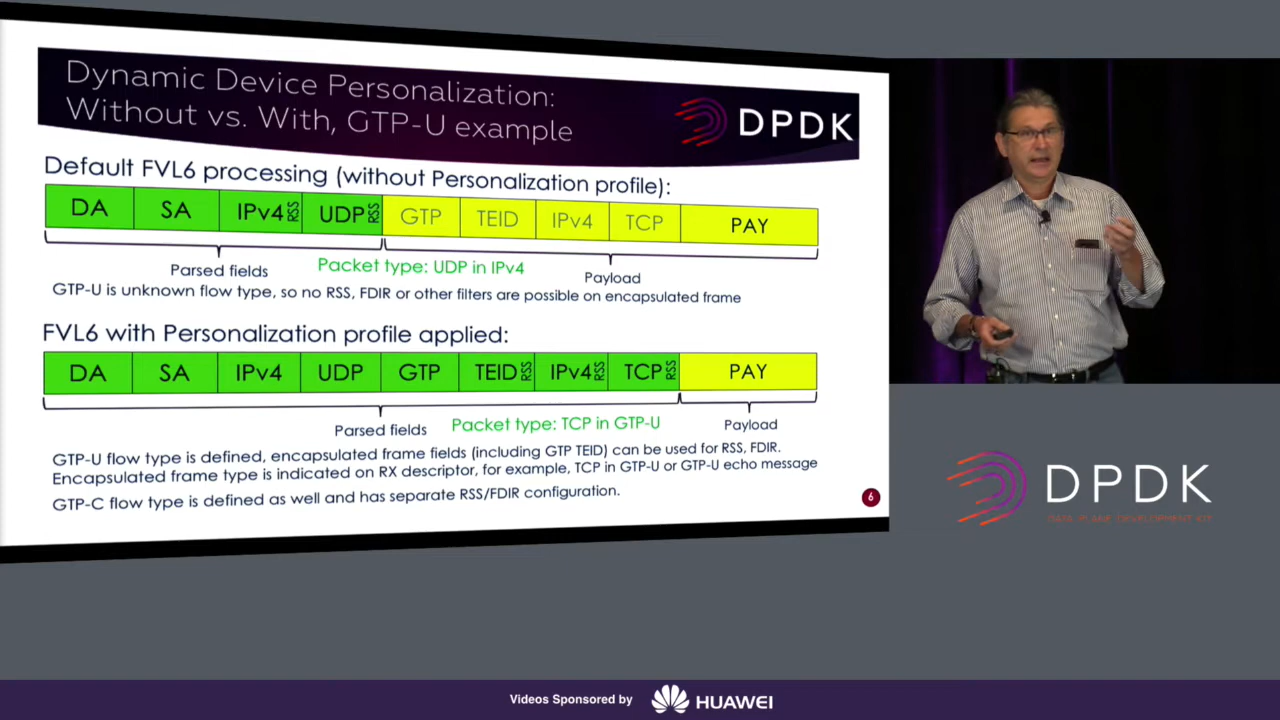 Dynamic Device Personalization:
Without vs. With, GTP-U example
DPDK
Default FVL6 processing (without Personalization profile):
DA SA IPv4 RSS UDP RSS GTP TEID IPv4 TCP PAY
Parsed fields Packet type: UDP in IPv4 Payload
GTP-U is unknown flow type, so no RSS, FDIR or other filters are possible on encapsulated frame
FVL6 with Personalization profile applied:
DA SA IPv4 UDP GTP TEID RSS IPv4 RSS TCP RSS PAY
Parsed fields Packet type: TCP in GTP-U Payload
GTP-U flow type is defined, encapsulated frame fields (including GTP TEID) can be used for RSS, FDIR.
Encapsulated frame type is indicated on RX descriptor, for example, TCP in GTP-U or GTP-U echo message
GTP-C flow type is defined as well and has separate RSS/FDIR configuration.
6
DPDK
DATA PLANE DEVELOPMENT KIT
Videos Sponsored by
HUAWEI